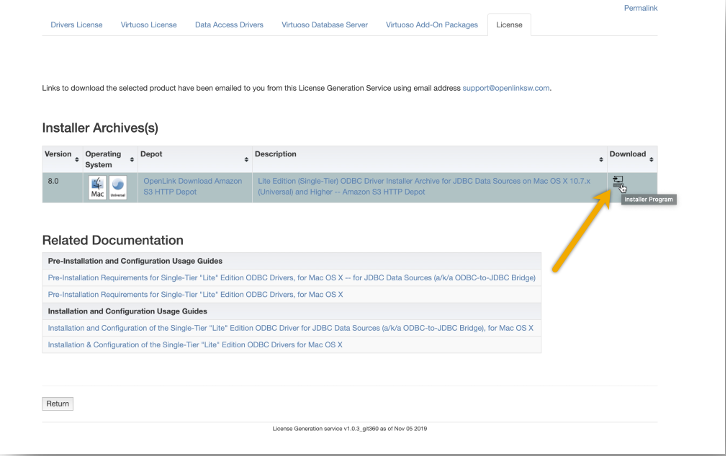 Permalink
Drivers License Virtuoso License Data Access Drivers Virtuoso Database Server Virtuoso Add-On Packages License
Links to download the selected product have been emailed to you from this License Generation Service using email address support@openlinksw.com.
Installer Archives(s)
Version Operating System Depot Description Download
8.0
Mac
Universal
OpenLink Download Amazon
S3 HTTP Depot
Lite Edition (Single-Tier) ODBC Driver Installer Archive for JDBC Data Sources on Mac OS X 10.7.x
(Universal) and Higher -- Amazon S3 HTTP Depot
Installer Program
Related Documentation
Pre-Installation and Configuration Usage Guides
Pre-Installation Requirements for Single-Tier "Lite" Edition ODBC Drivers, for Mac OS X -- for JDBC Data Sources (a/k/a ODBC-to-JDBC Bridge)
Pre-Installation Requirements for Single-Tier "Lite" Edition ODBC Drivers, for Mac OS X
Installation and Configuration Usage Guides
Installation and Configuration of the Single-Tier "Lite" Edition ODBC Driver for JDBC Data Sources (a/k/a ODBC-to-JDBC Bridge), for Mac OS X
Installation & Configuration of the Single-Tier "Lite" Edition ODBC Drivers for Mac OS X
Return
License Generation service v1.0.3_grt360 as of Nov 05 2019